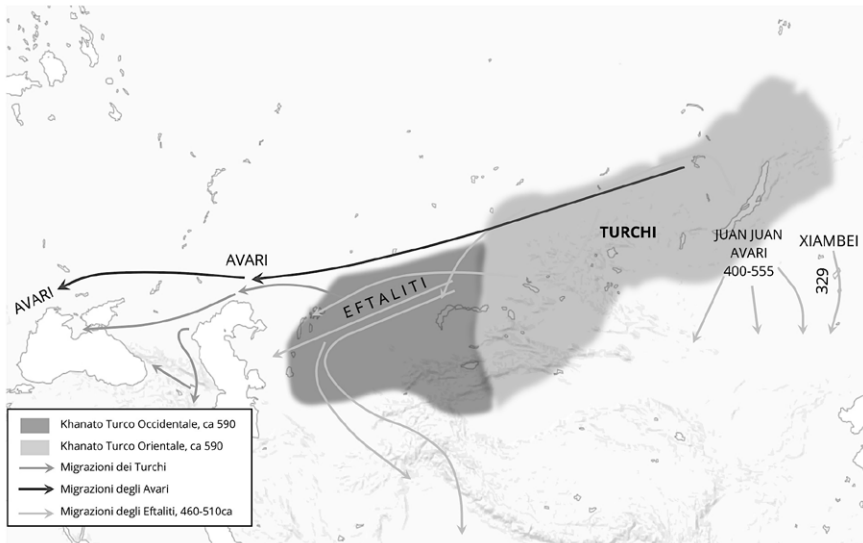 TURCHI
JUAN JUAN
AVARI
400-555
XIAMBEI
329
AVARI
AVARI
EFTALITI
Khanato Turco Occidentale, ca 590
Khanato Turco Orientale, ca 590
Migrazioni dei Turchi
Migrazioni degli Avari
Migrazioni degli Eftaliti, 460-510ca